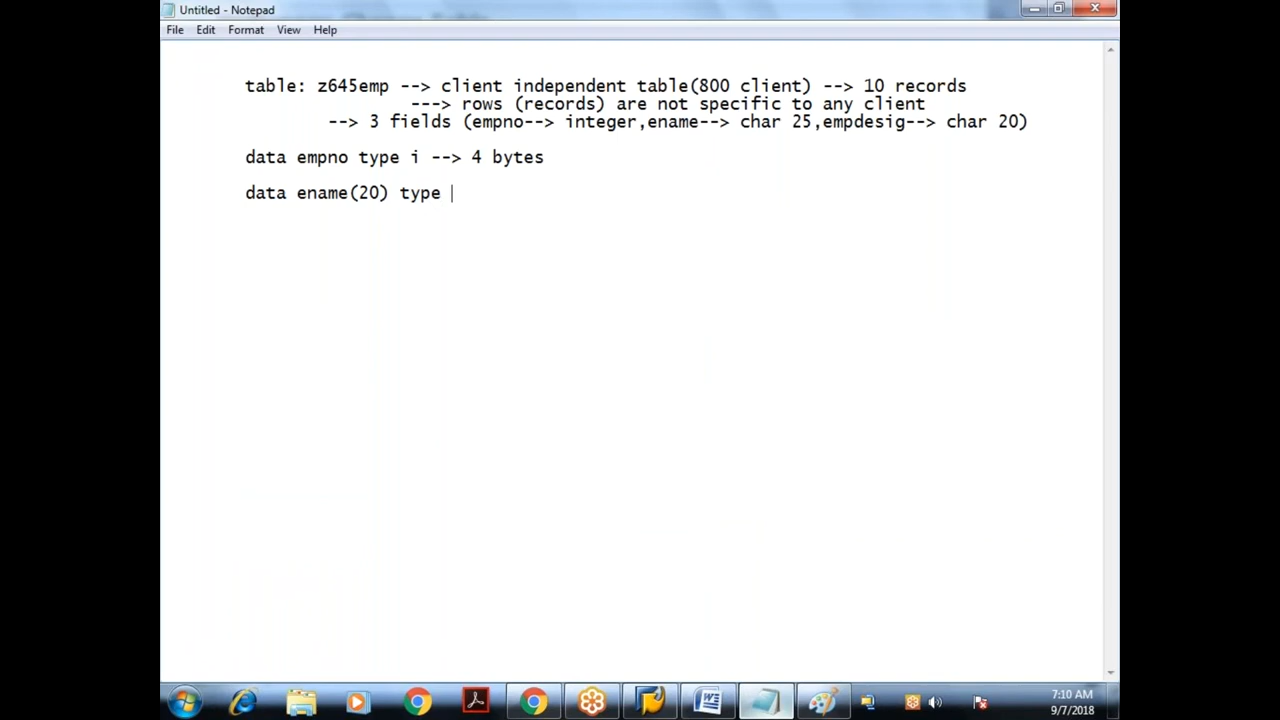 Untitled - Notepad
File Edit Format View Help
table: z645emp --> client independent table(800 client) --> 10 records
---> rows (records) are not specific to any client
--> 3 fields (empno--> integer,ename--> char 25,empdesig--> char 20)
data empno type i --> 4 bytes
data ename(20) type
7:10 AM
9/7/2018